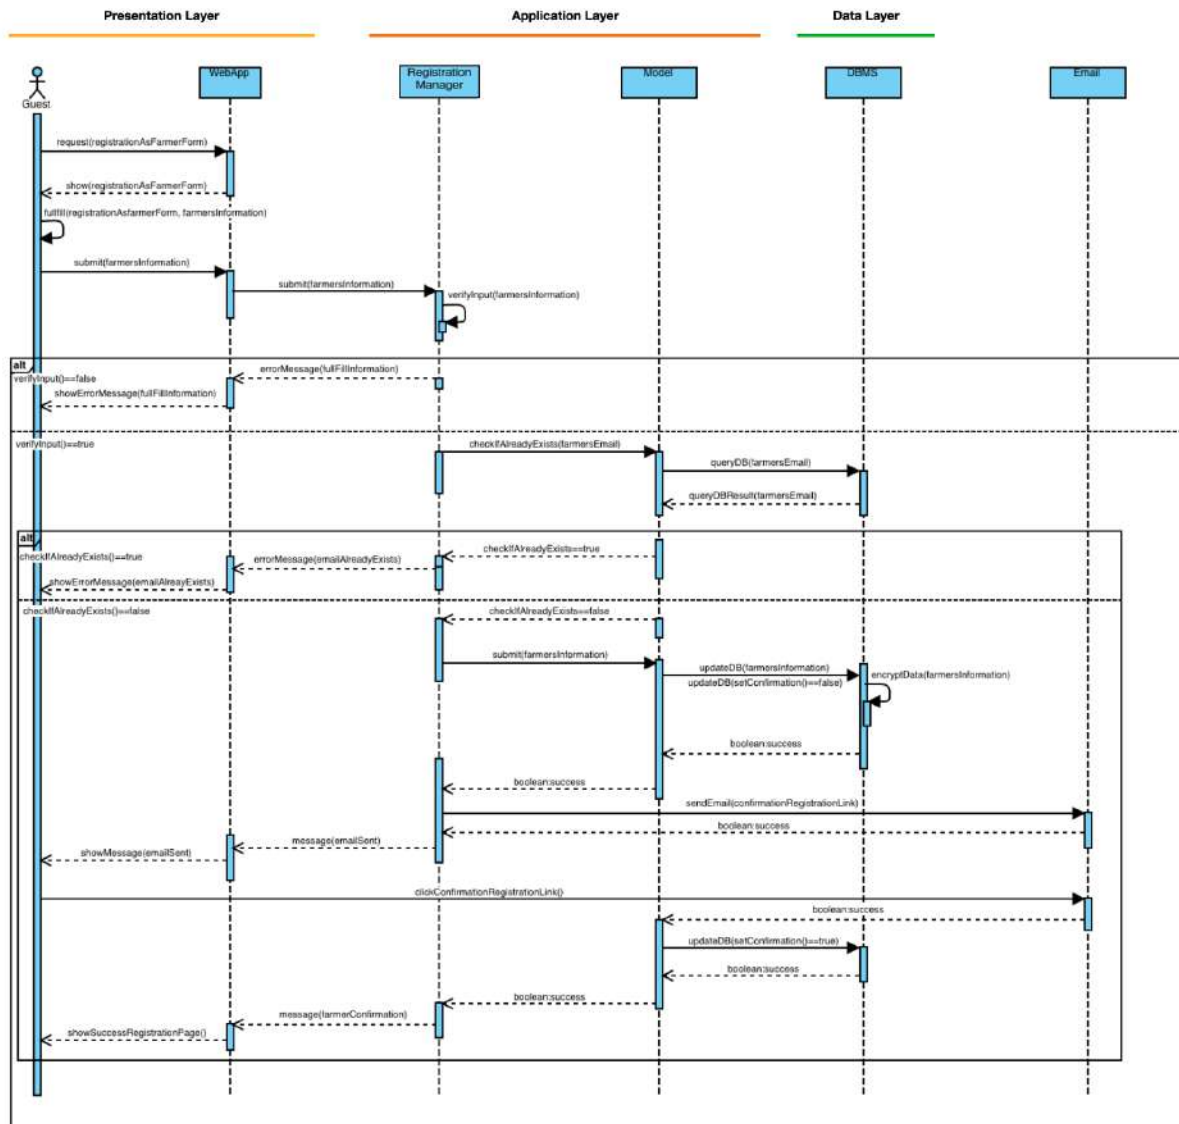 Presentation Layer
Application Layer
Data Layer
Guest
WebApp
Registration
Manager
Model
DBMS
Email
request(registrationAsFarmerForm)
show(registrationAsFarmerForm)
fullfill(registrationAsfarmerForm, farmersInformation)
submit(farmersInformation)
submit(farmersInformation)
verifyInput(farmersInformation)
alt
verifyInput()==false
errorMessage(fullFillInformation)
showErrorMessage(fullFillInformation)
verifyInput()==true
checkIfAlreadyExists(farmersEmail)
queryDB(farmersEmail)
queryDBResult(farmersEmail)
alt
checkIfAlreadyExists()==true
checkIfAlreadyExists==true
errorMessage(emailAlreadyExists)
showErrorMessage(emailAlreayExists)
checkIfAlreadyExists()==false
checkIfAlreadyExists==false
submit(farmersInformation)
updateDB(farmersInformation)
updateDB(setConfirmation()==false)
encryptData(farmersInformation)
boolean:success
boolean:success
sendEmail(confirmationRegistrationLink)
boolean:success
message(emailSent)
showMessage(emailSent)
clickConfirmationRegistrationLink()
boolean:success
updateDB(setConfirmation()==true)
boolean:success
boolean:success
message(farmerConfirmation)
showSuccessRegistrationPage()